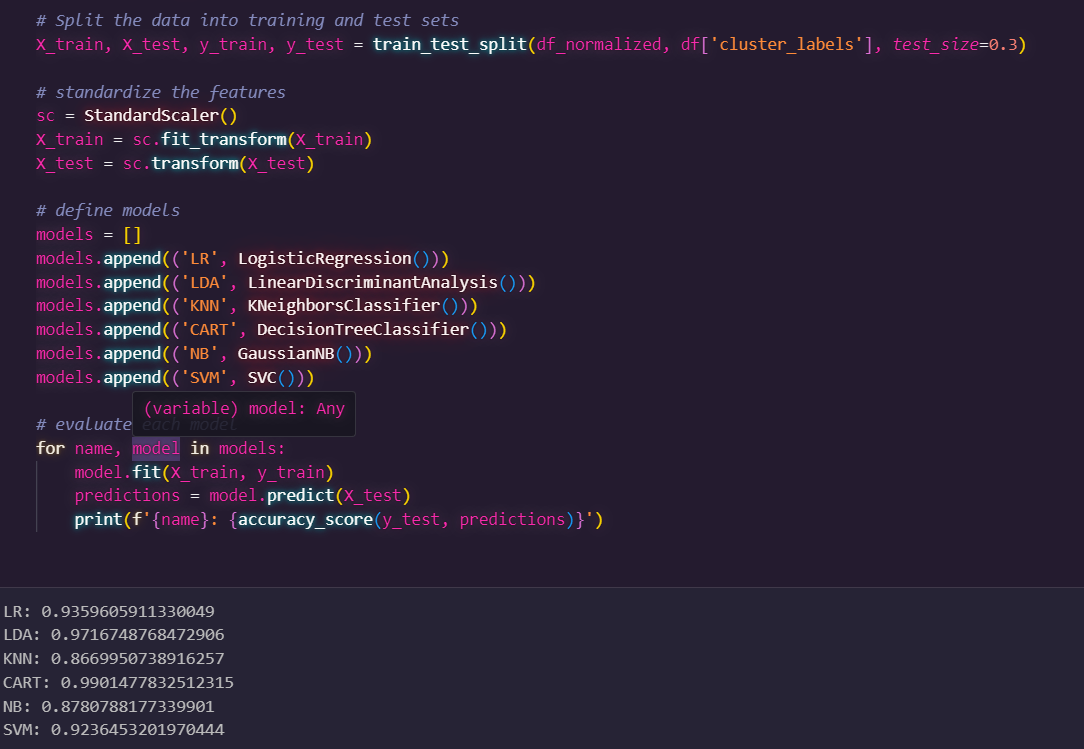 # Split the data into training and test sets
X_train, X_test, y_train, y_test = train_test_split(df_normalized, df['cluster_labels'], test_size=0.3)
# standardize the features
sc = StandardScaler()
X_train = sc.fit_transform(X_train)
X_test = sc.transform(X_test)
# define models
models = []
models.append(('LR', LogisticRegression()))
models.append(('LDA', LinearDiscriminantAnalysis()))
models.append(('KNN', KNeighborsClassifier()))
models.append(('CART', DecisionTreeClassifier()))
models.append(('NB', GaussianNB()))
models.append(('SVM', SVC()))
(variable) model: Any
# evaluate each model
for name, model in models:
    model.fit(X_train, y_train)
    predictions = model.predict(X_test)
    print(f'{name}: {accuracy_score(y_test, predictions)}')
LR: 0.9359605911330049
LDA: 0.9716748768472906
KNN: 0.8669950738916257
CART: 0.9901477832512315
NB: 0.8780788177339901
SVM: 0.9236453201970444